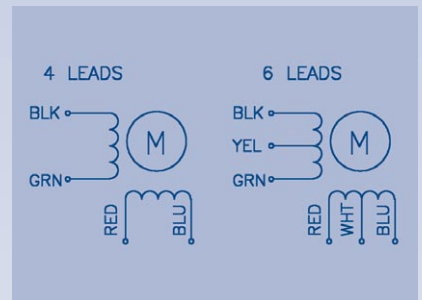 4 LEADS
BLK
GRN
M
RED
BLU
6 LEADS
BLK
YEL
GRN
M
RED
WHT
BLU